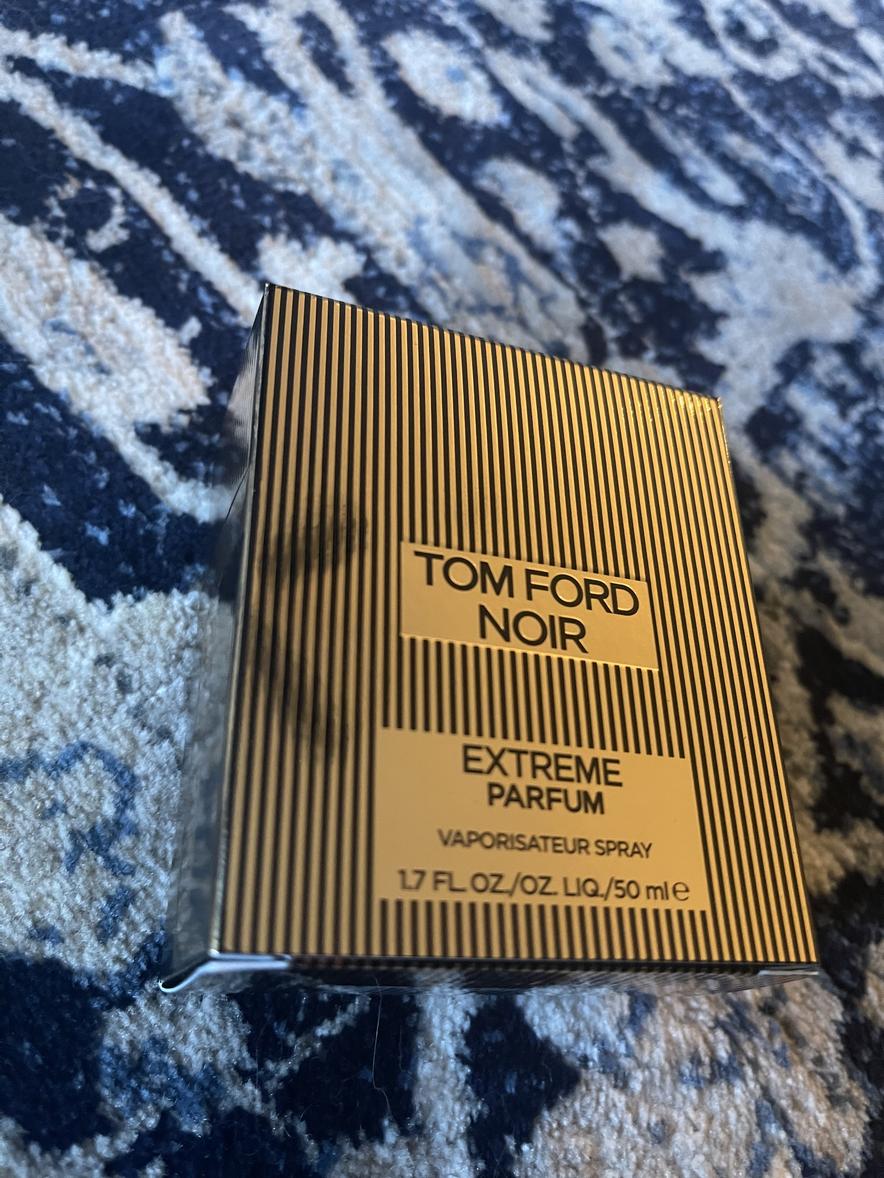 TOM FORD
NOIR
EXTREME
PARFUM
VAPORISATEUR SPRAY
1.7 FL. OZ./OZ. LIQ./50 ml ℮